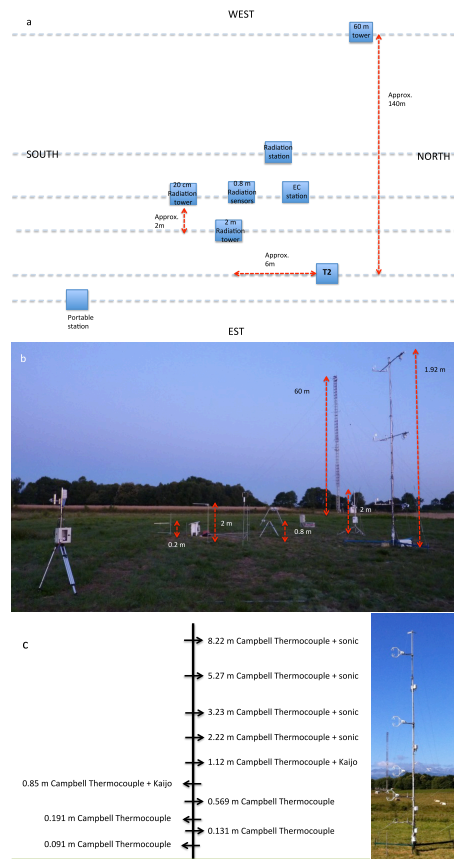 a
WEST
60 m
tower
Approx.
140m
Radiation
station
SOUTH
NORTH
20 cm
Radiation
tower
0.8 m
Radiation
sensors
EC
station
Approx.
2m
2 m
Radiation
tower
Approx.
6m
T2
Portable
station
EST
b
1.92 m
60 m
2 m
2 m
0.8 m
0.2 m
c
8.22 m Campbell Thermocouple + sonic
5.27 m Campbell Thermocouple + sonic
3.23 m Campbell Thermocouple + sonic
2.22 m Campbell Thermocouple + sonic
1.12 m Campbell Thermocouple + Kaijo
0.85 m Campbell Thermocouple + Kaijo
0.569 m Campbell Thermocouple
0.191 m Campbell Thermocouple
0.131 m Campbell Thermocouple
0.091 m Campbell Thermocouple